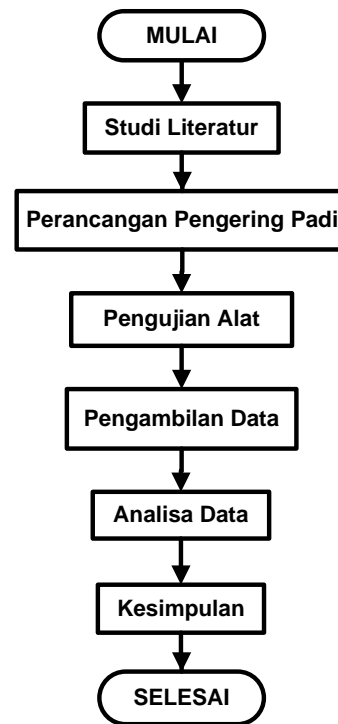 MULAI
Studi Literatur
Perancangan Pengering Padi
Pengujian Alat
Pengambilan Data
Analisa Data
Kesimpulan
SELESAI